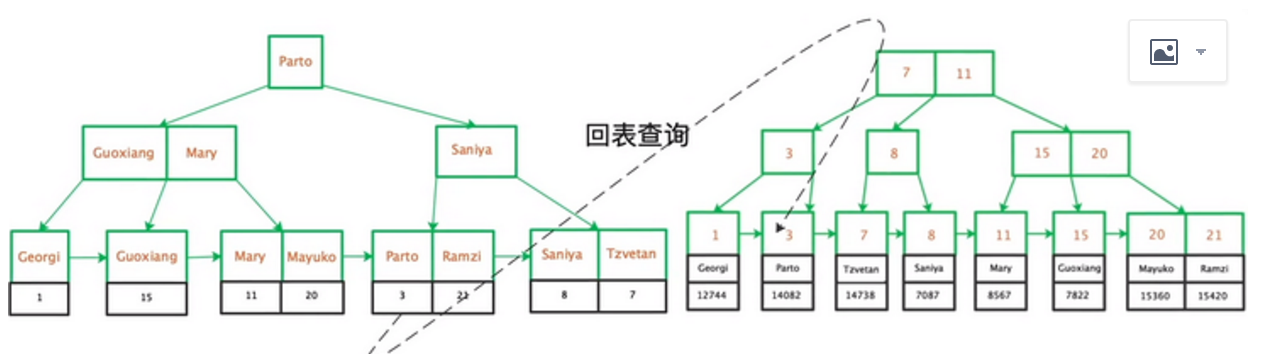 Parto
7 11
回表查询
Guoxiang Mary
Saniya
3
8
15 20
Georgi
Guoxiang
Mary Mayuko
Parto Ramzi
Saniya Tzvetan
1
15
11 20
3 21
8 7
1
3
7
8
11
15
20 21
Georgi
Parto
Tzvetan
Saniya
Mary
Guoxiang
Mayuko Ramzi
12744
14082
14738
7087
8567
7822
15360 15420